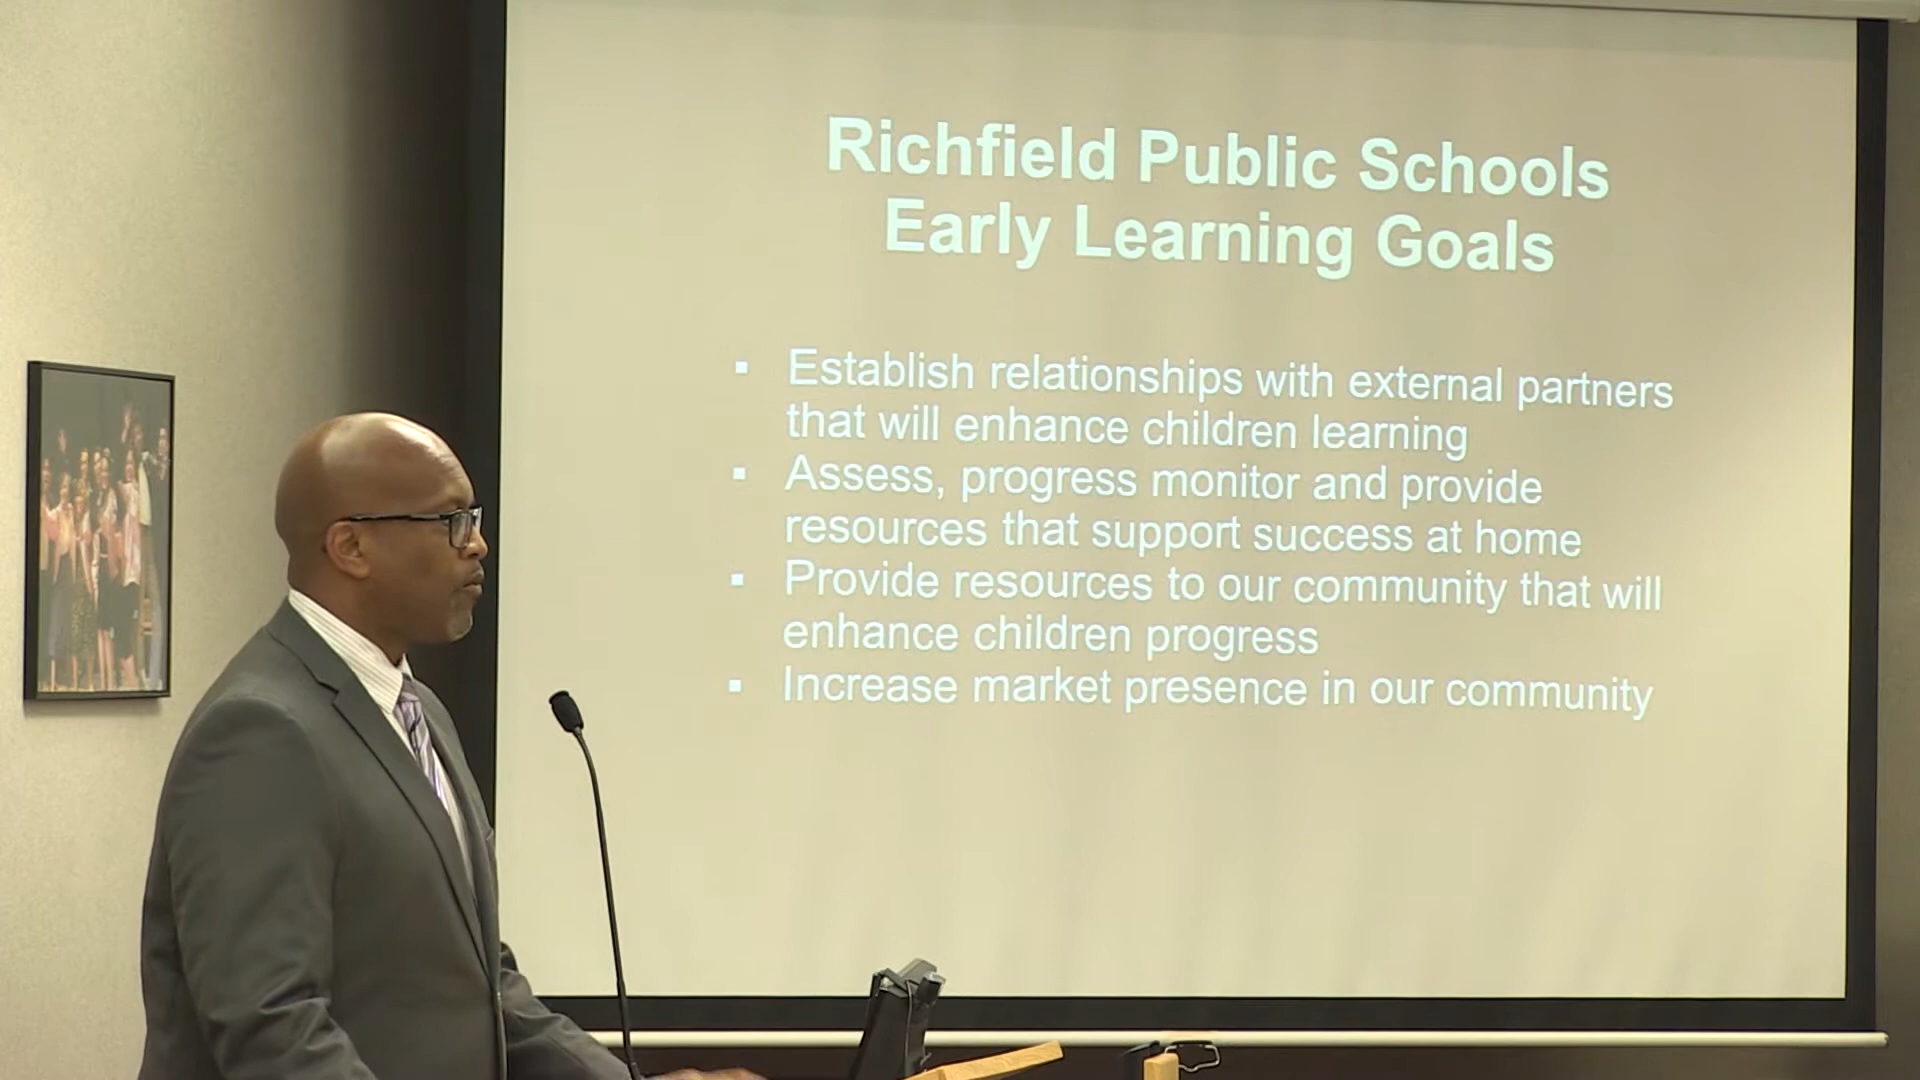 Richfield Public Schools
Early Learning Goals
▪ Establish relationships with external partners
that will enhance children learning
▪ Assess, progress monitor and provide
resources that support success at home
▪ Provide resources to our community that will
enhance children progress
▪ Increase market presence in our community